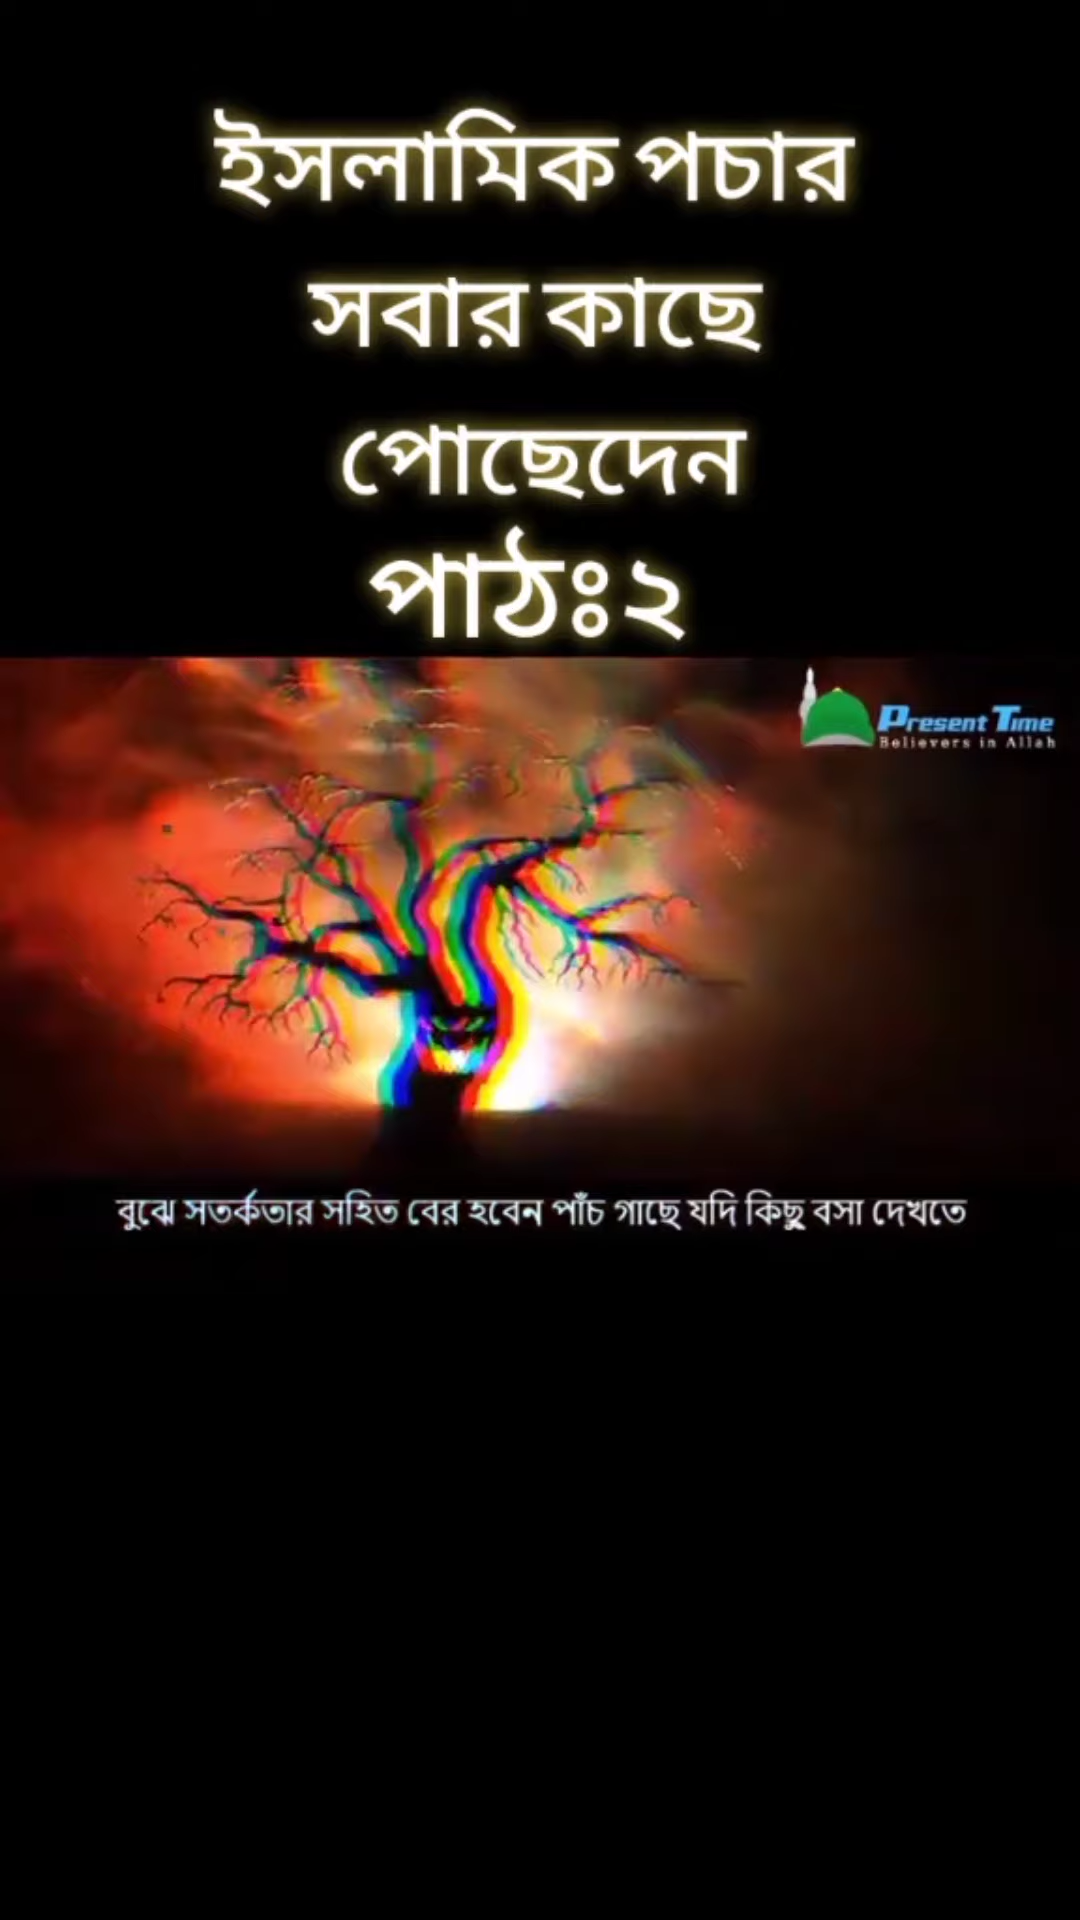 ইসলামিক পচার
সবার কাছে
পোছেদেন
পাঠঃ২
Present Time
Believers in Allah
বুঝে সতর্কতার সহিত বের হবেন পাঁচ গাছে যদি কিছু বসা দেখতে